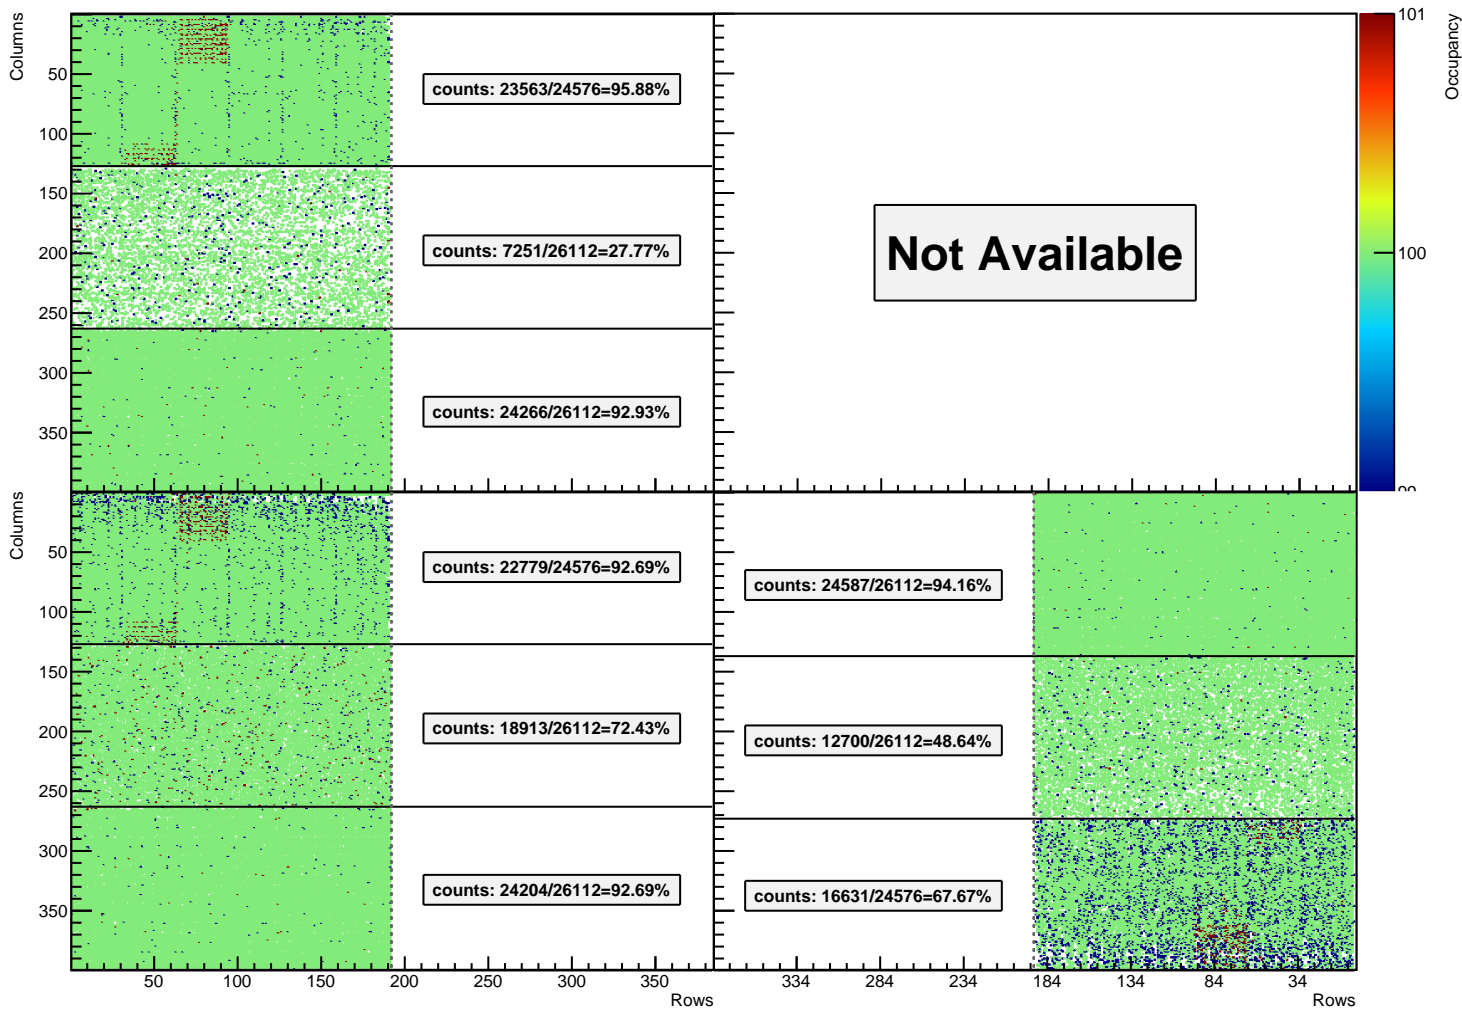 Columns
50
100
150
200
250
300
350
counts: 23563/24576=95.88%
counts: 7251/26112=27.77%
counts: 24266/26112=92.93%
Not Available
101
100
99
Occupancy
Columns
50
100
150
200
250
300
350
counts: 22779/24576=92.69%
counts: 18913/26112=72.43%
counts: 24204/26112=92.69%
counts: 24587/26112=94.16%
counts: 12700/26112=48.64%
counts: 16631/24576=67.67%
50 100 150 200 250 300 350
Rows
334 284 234 184 134 84 34
Rows